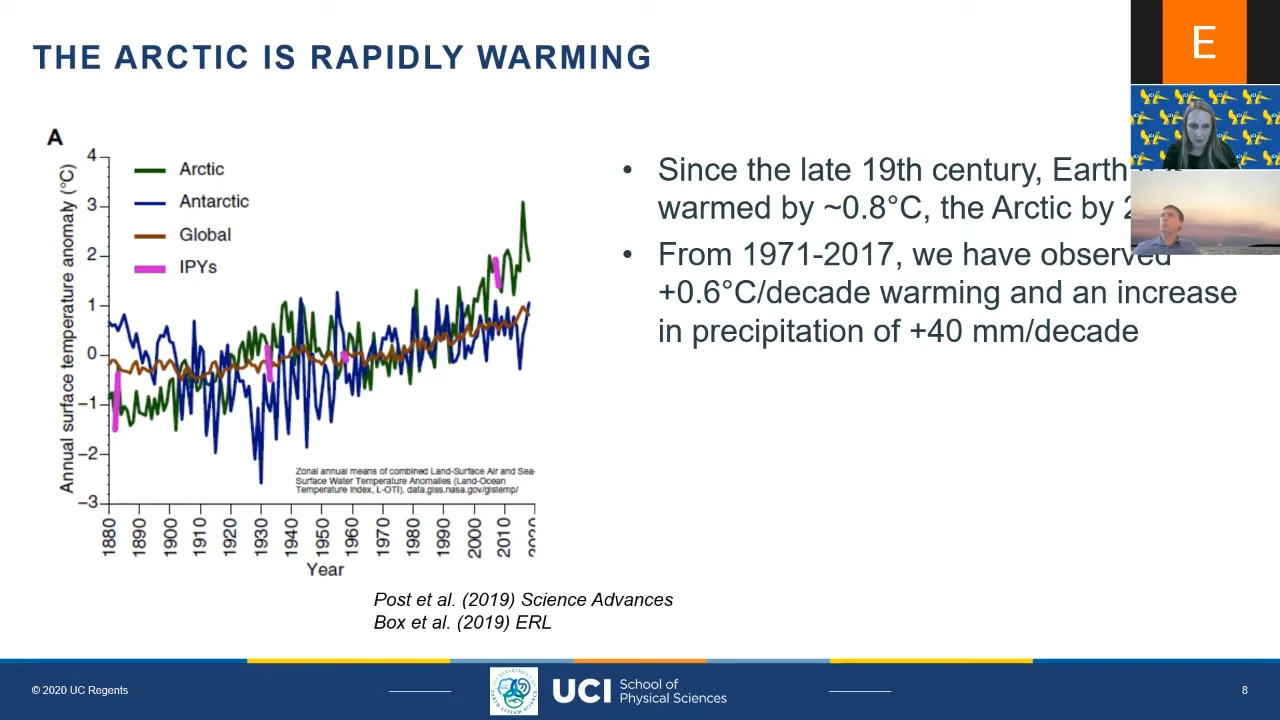 THE ARCTIC IS RAPIDLY WARMING
E
A
4
3
2
1
0
−1
−2
−3
Annual surface temperature anomaly (°C)
Arctic
Antarctic
Global
IPYs
Zonal annual means of combined Land-Surface Air and Sea-
Surface Water Temperature Anomalies (Land-Ocean
Temperature Index, L-OTI). data.giss.nasa.gov/gistemp/
1880 1890 1900 1910 1920 1930 1940 1950 1960 1970 1980 1990 2000 2010 2020
Year
• Since the late 19th century, Earth
warmed by ~0.8°C, the Arctic by
• From 1971-2017, we have observed
+0.6°C/decade warming and an increase
in precipitation of +40 mm/decade
Post et al. (2019) Science Advances
Box et al. (2019) ERL
© 2020 UC Regents
UCI School of
Physical Sciences
8